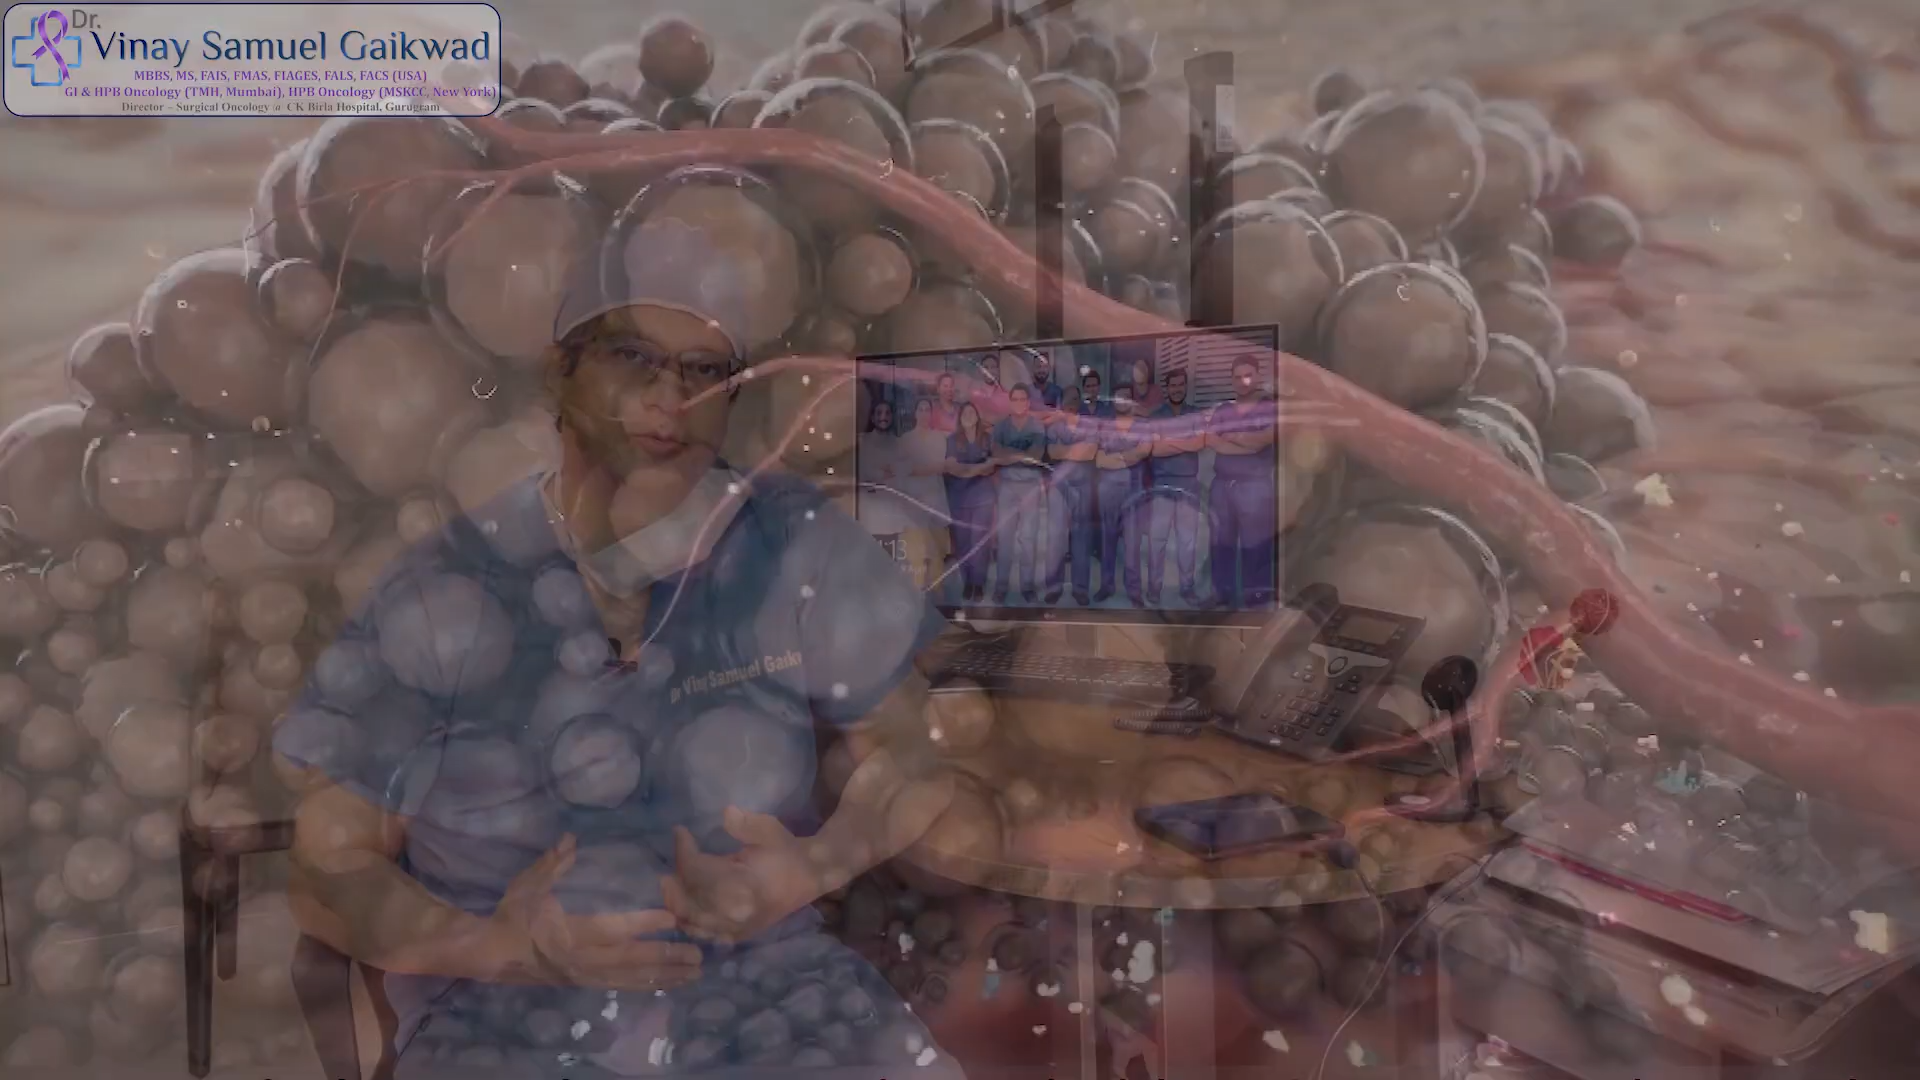 Dr.
Vinay Samuel Gaikwad
MBBS, MS, FAIS, FMAS, FIAGES, FALS, FACS (USA)
GI & HPB Oncology (TMH, Mumbai), HPB Oncology (MSKCC, New York)
Director – Surgical Oncology @ CK Birla Hospital, Gurugram
Dr Vinay Samuel
:13